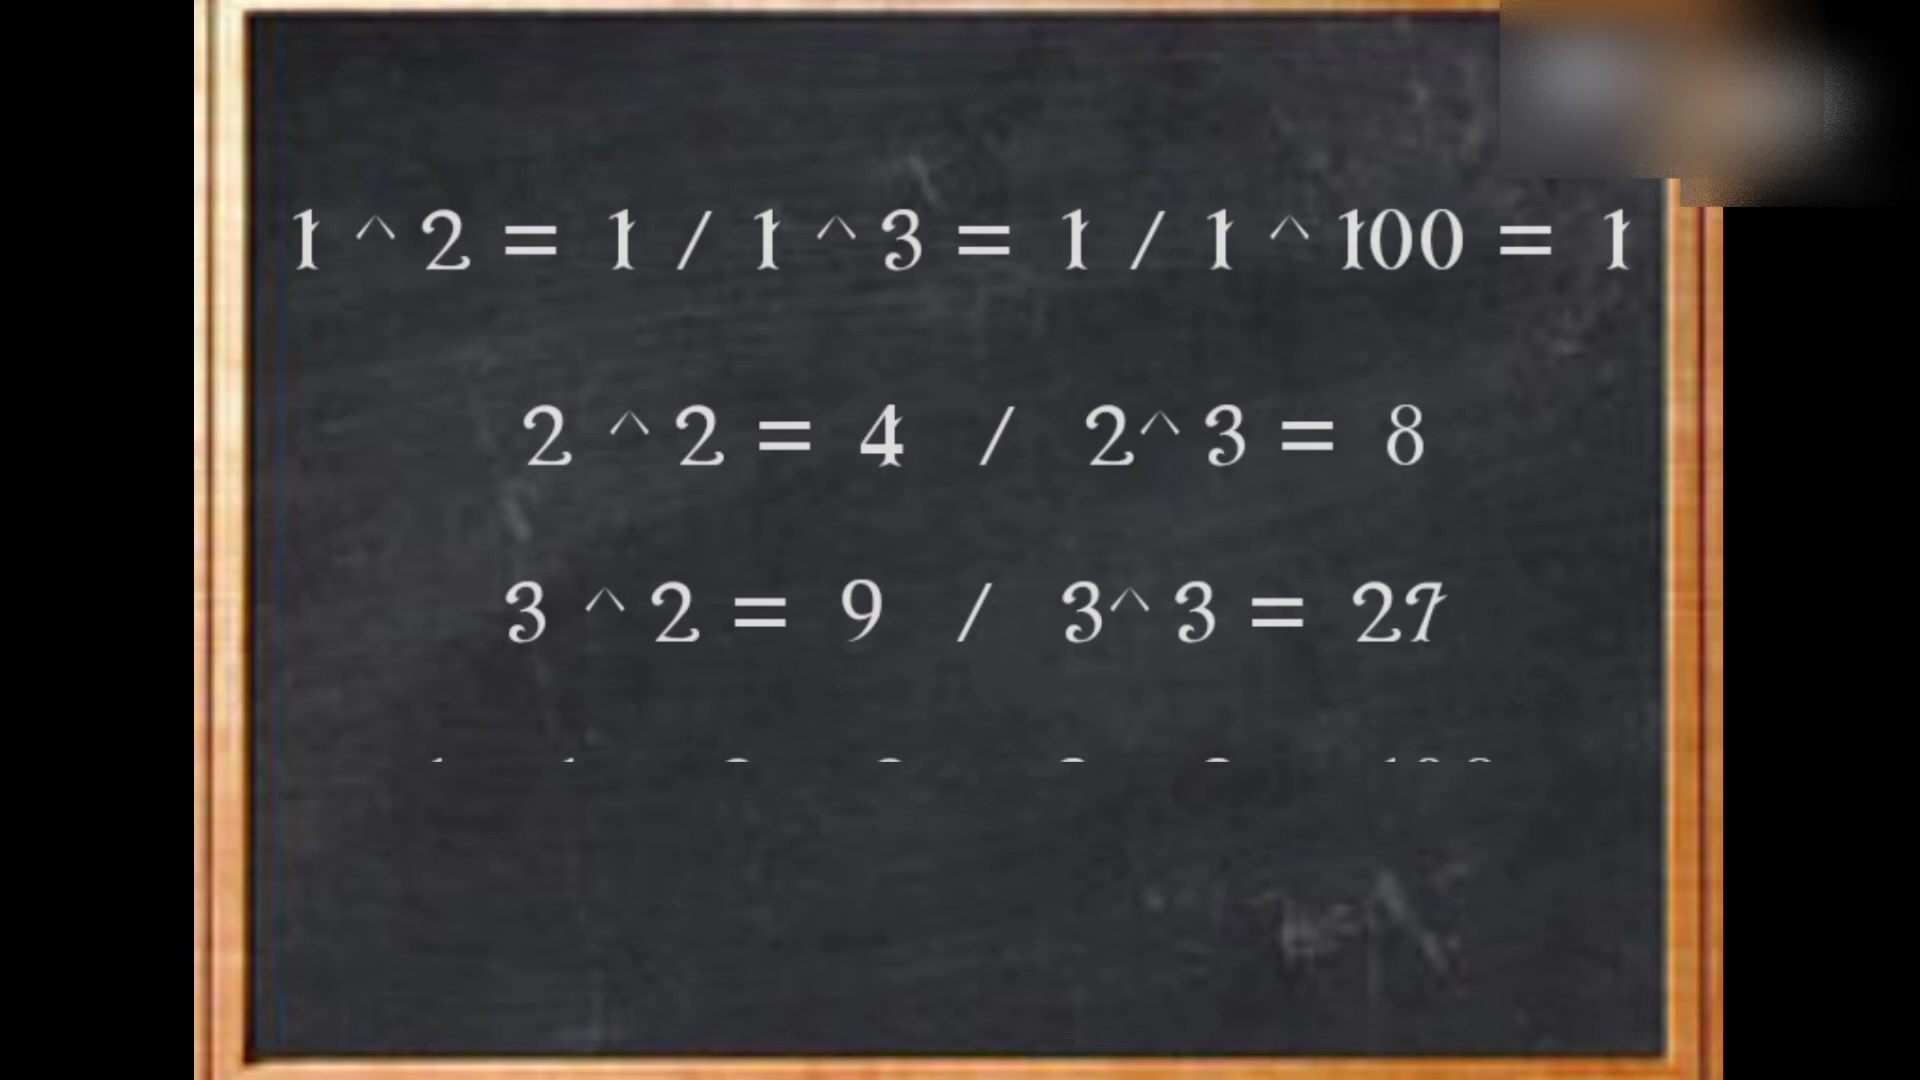 1 ^ 2 = 1 / 1 ^ 3 = 1 / 1 ^ 100 = 1
2 ^ 2 = 4 / 2^ 3 = 8
3 ^ 2 = 9 / 3^ 3 = 27